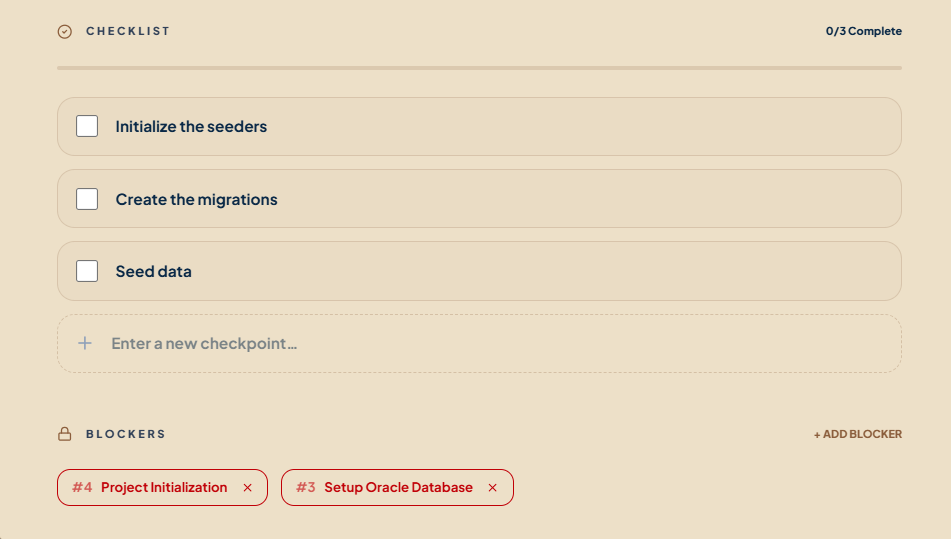 CHECKLIST 0/3 Complete
Initialize the seeders
Create the migrations
Seed data
+ Enter a new checkpoint…
BLOCKERS + ADD BLOCKER
#4 Project Initialization × #3 Setup Oracle Database ×